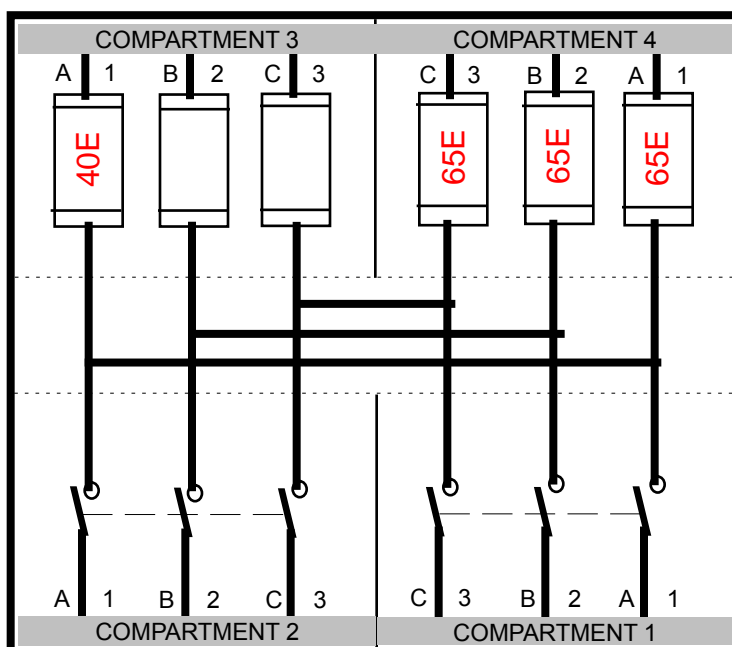 COMPARTMENT 3 COMPARTMENT 4
A 1 B 2 C 3 C 3 B 2 A 1
40E 65E 65E 65E
A 1 B 2 C 3 C 3 B 2 A 1
COMPARTMENT 2 COMPARTMENT 1